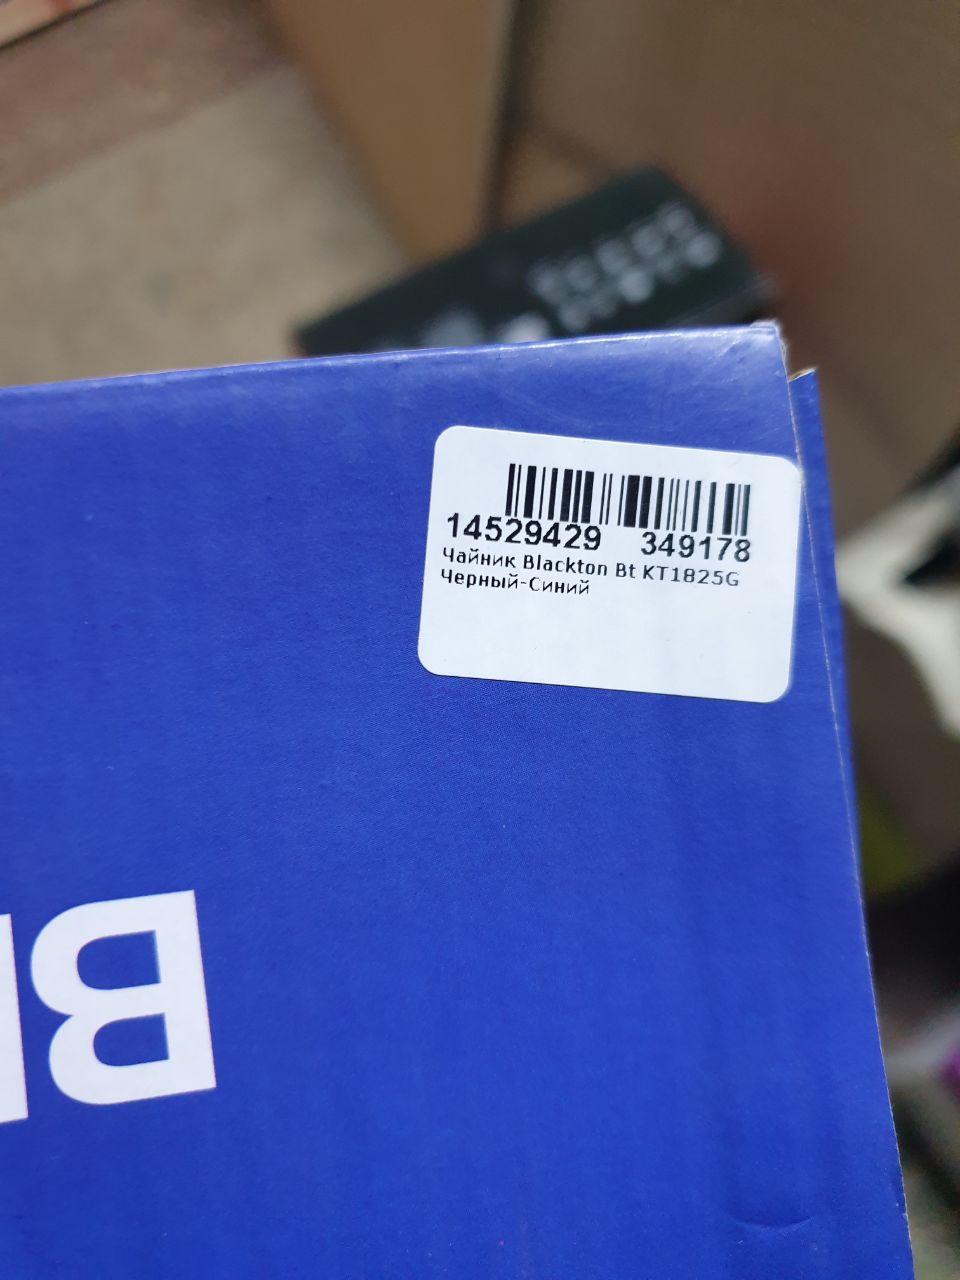 14529429 349178
Чайник Blackton Bt KT1825G
Черный-Синий
B